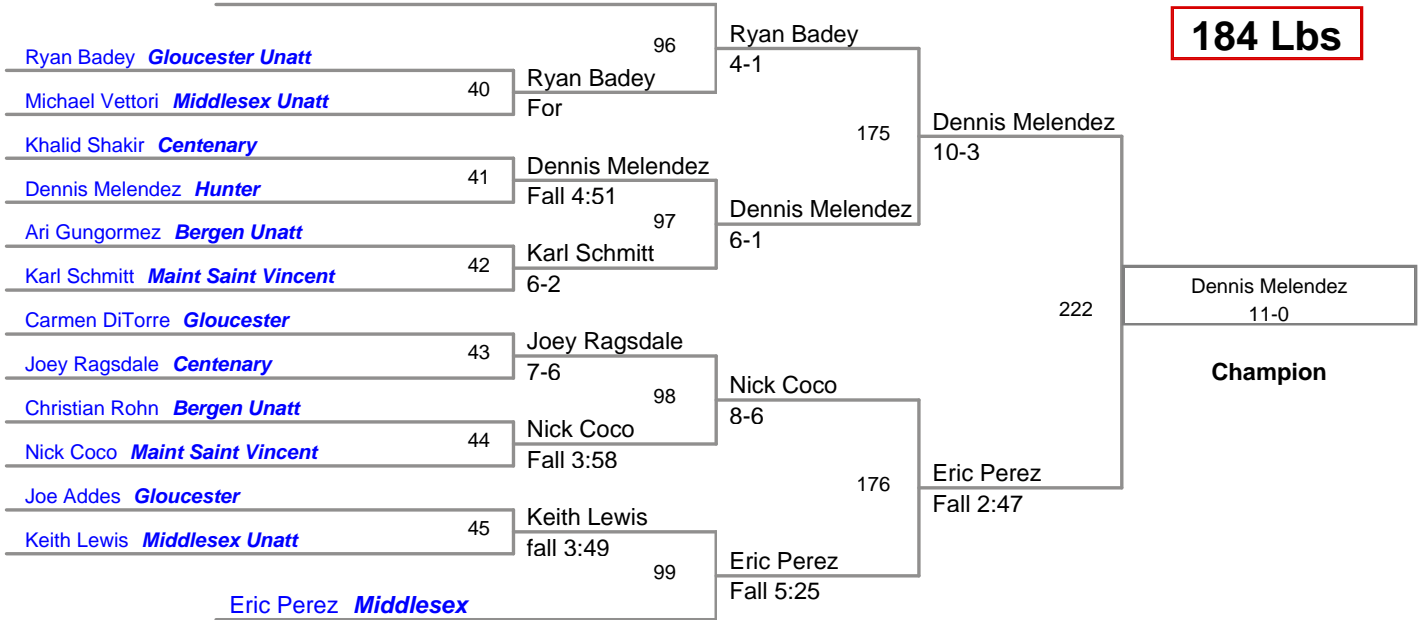 184 Lbs
Ryan Badey Gloucester Unatt
Michael Vettori Middlesex Unatt
Khalid Shakir Centenary
Dennis Melendez Hunter
Ari Gungormez Bergen Unatt
Karl Schmitt Maint Saint Vincent
Carmen DiTorre Gloucester
Joey Ragsdale Centenary
Christian Rohn Bergen Unatt
Nick Coco Maint Saint Vincent
Joe Addes Gloucester
Keith Lewis Middlesex Unatt
Eric Perez Middlesex
40
41
42
43
44
45
Ryan Badey
For
Dennis Melendez
Fall 4:51
Karl Schmitt
6-2
Joey Ragsdale
7-6
Nick Coco
Fall 3:58
Keith Lewis
fall 3:49
96
97
98
99
Ryan Badey
4-1
Dennis Melendez
6-1
Nick Coco
8-6
Eric Perez
Fall 5:25
175
176
Dennis Melendez
10-3
Eric Perez
Fall 2:47
222
Dennis Melendez
11-0
Champion